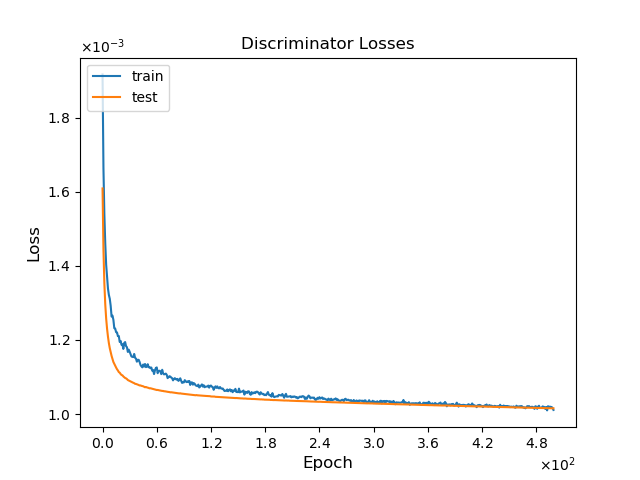 Discriminator Losses
×10⁻³
train
test
1.8
1.6
1.4
1.2
1.0
Loss
0.0 0.6 1.2 1.8 2.4 3.0 3.6 4.2 4.8
Epoch
×10²